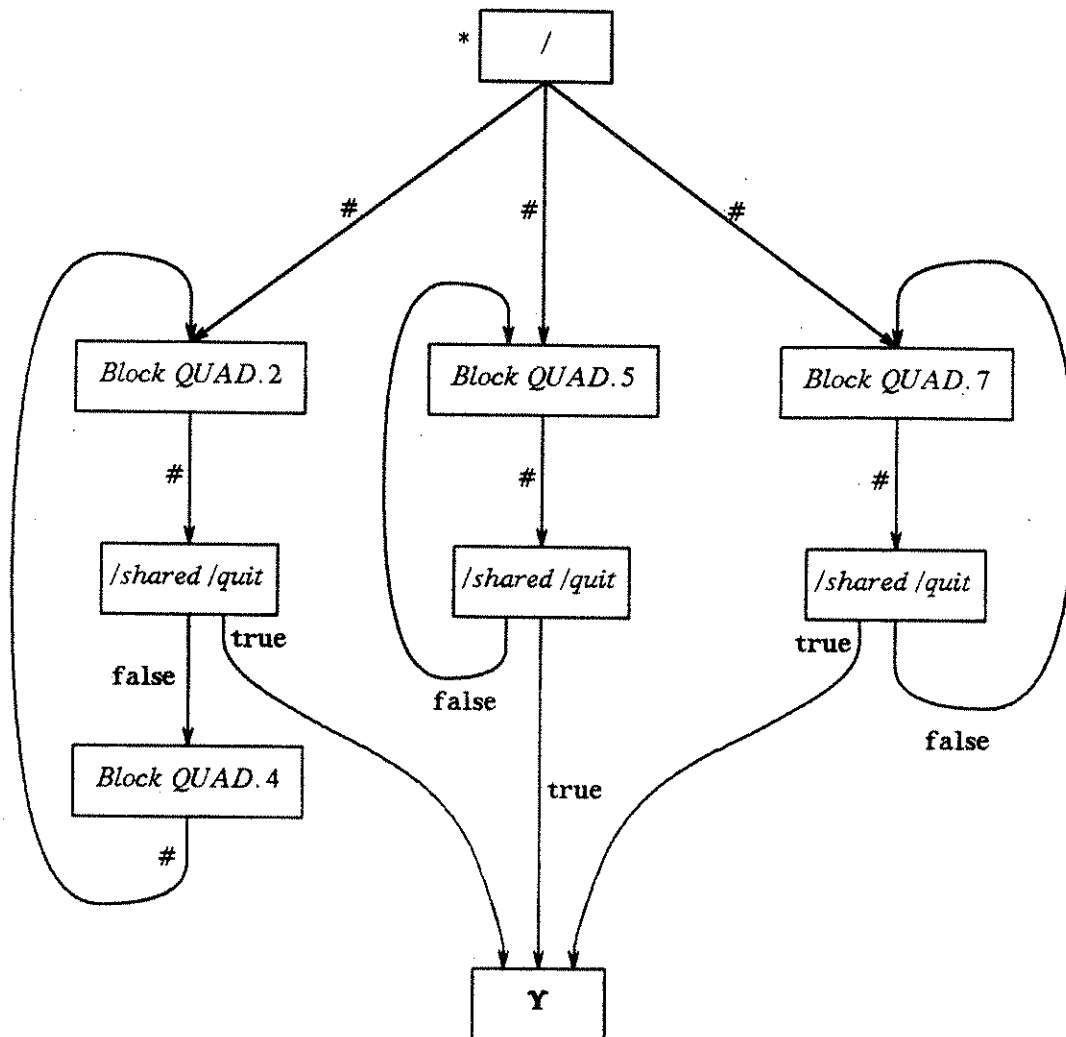 * /
# # #
Block QUAD.2 Block QUAD.5 Block QUAD.7
# # #
/shared /quit /shared /quit /shared /quit
true true
false false false
Block QUAD.4 true
#
Υ